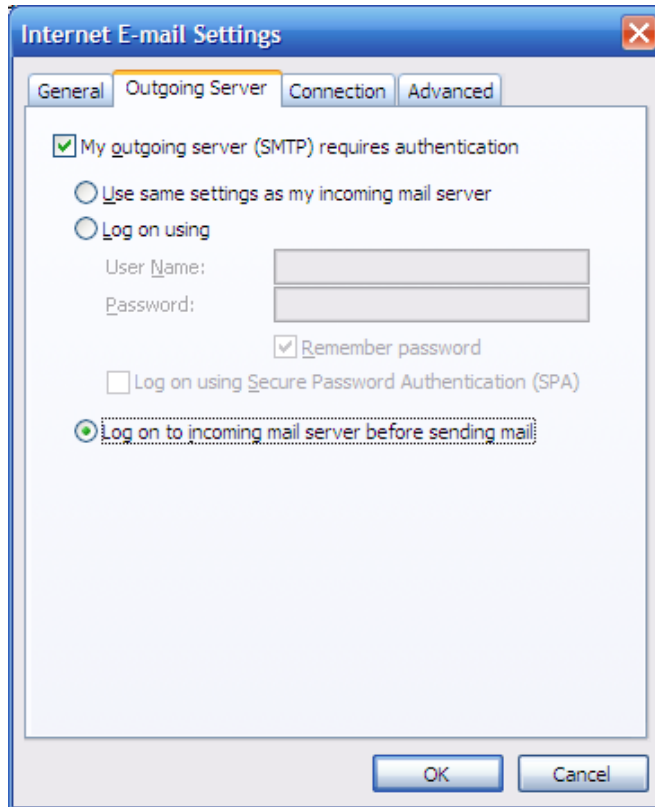 Internet E-mail Settings
General Outgoing Server Connection Advanced
My outgoing server (SMTP) requires authentication
Use same settings as my incoming mail server
Log on using
User Name:
Password:
Remember password
Log on using Secure Password Authentication (SPA)
Log on to incoming mail server before sending mail
OK Cancel